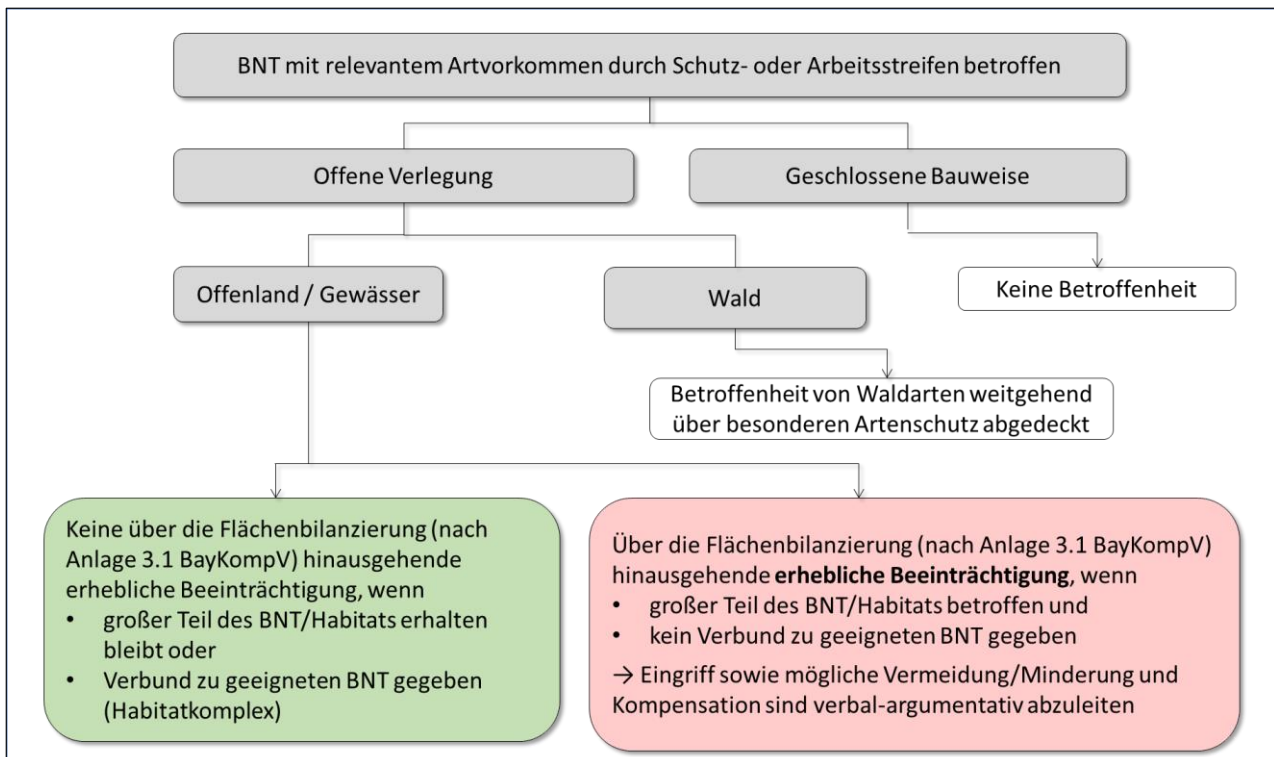 BNT mit relevantem Artvorkommen durch Schutz- oder Arbeitsstreifen betroffen
Offene Verlegung
Geschlossene Bauweise
Offenland / Gewässer
Wald
Keine Betroffenheit
Betroffenheit von Waldarten weitgehend
über besonderen Artenschutz abgedeckt
Keine über die Flächenbilanzierung (nach
Anlage 3.1 BayKompV) hinausgehende
erhebliche Beeinträchtigung, wenn
• großer Teil des BNT/Habitats erhalten
bleibt oder
• Verbund zu geeigneten BNT gegeben
(Habitatkomplex)
Über die Flächenbilanzierung (nach Anlage 3.1 BayKompV)
hinausgehende erhebliche Beeinträchtigung, wenn
• großer Teil des BNT/Habitats betroffen und
• kein Verbund zu geeigneten BNT gegeben
→ Eingriff sowie mögliche Vermeidung/Minderung und
Kompensation sind verbal-argumentativ abzuleiten